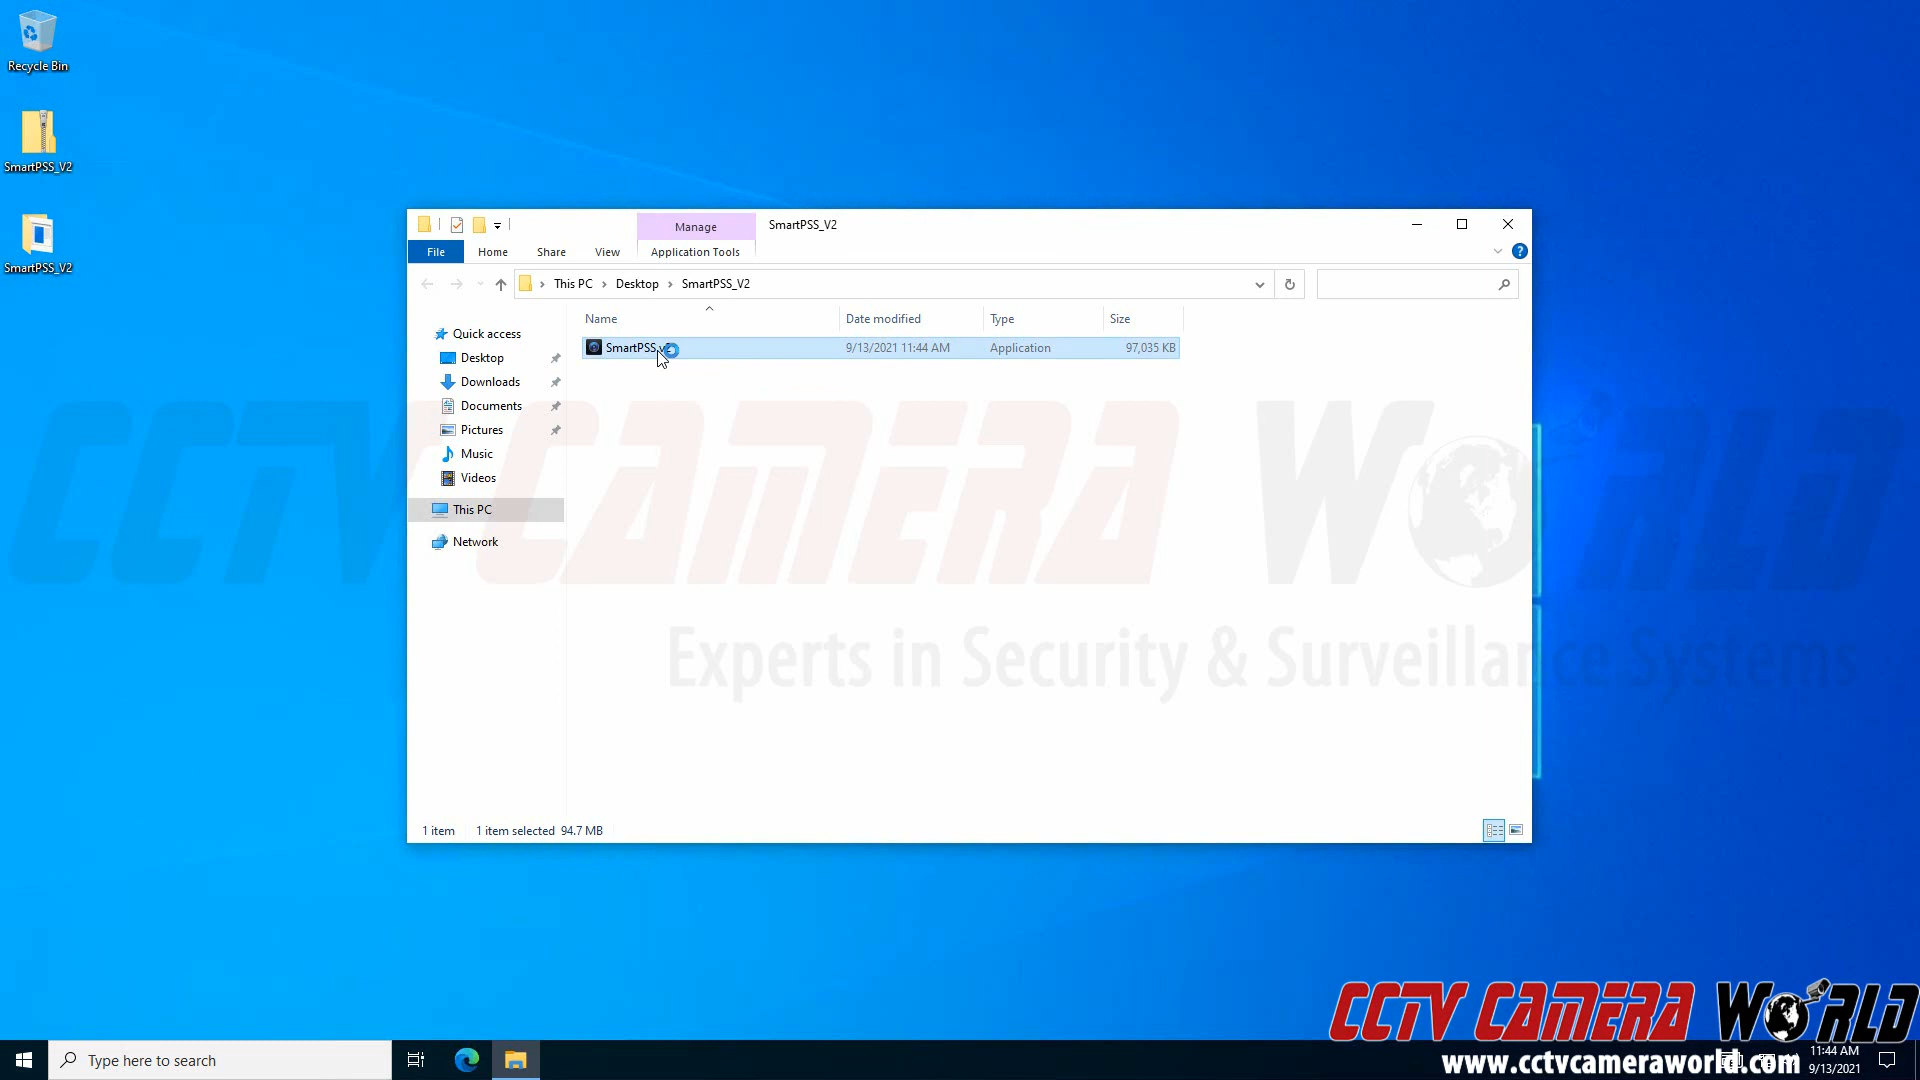 Recycle Bin
SmartPSS_V2
SmartPSS_V2
Manage
SmartPSS_V2
File
Home
Share
View
Application Tools
This PC > Desktop > SmartPSS_V2
Name
Date modified
Type
Size
SmartPSS.v2
9/13/2021 11:44 AM
Application
97,035 KB
Quick access
Desktop
Downloads
Documents
Pictures
Music
Videos
This PC
Network
CCTV CAMERA WORLD
Experts in Security & Surveillance Systems
1 item
1 item selected 94.7 MB
CCTV CAMERA WORLD
www.cctvcameraworld.com
Type here to search
11:44 AM
9/13/2021